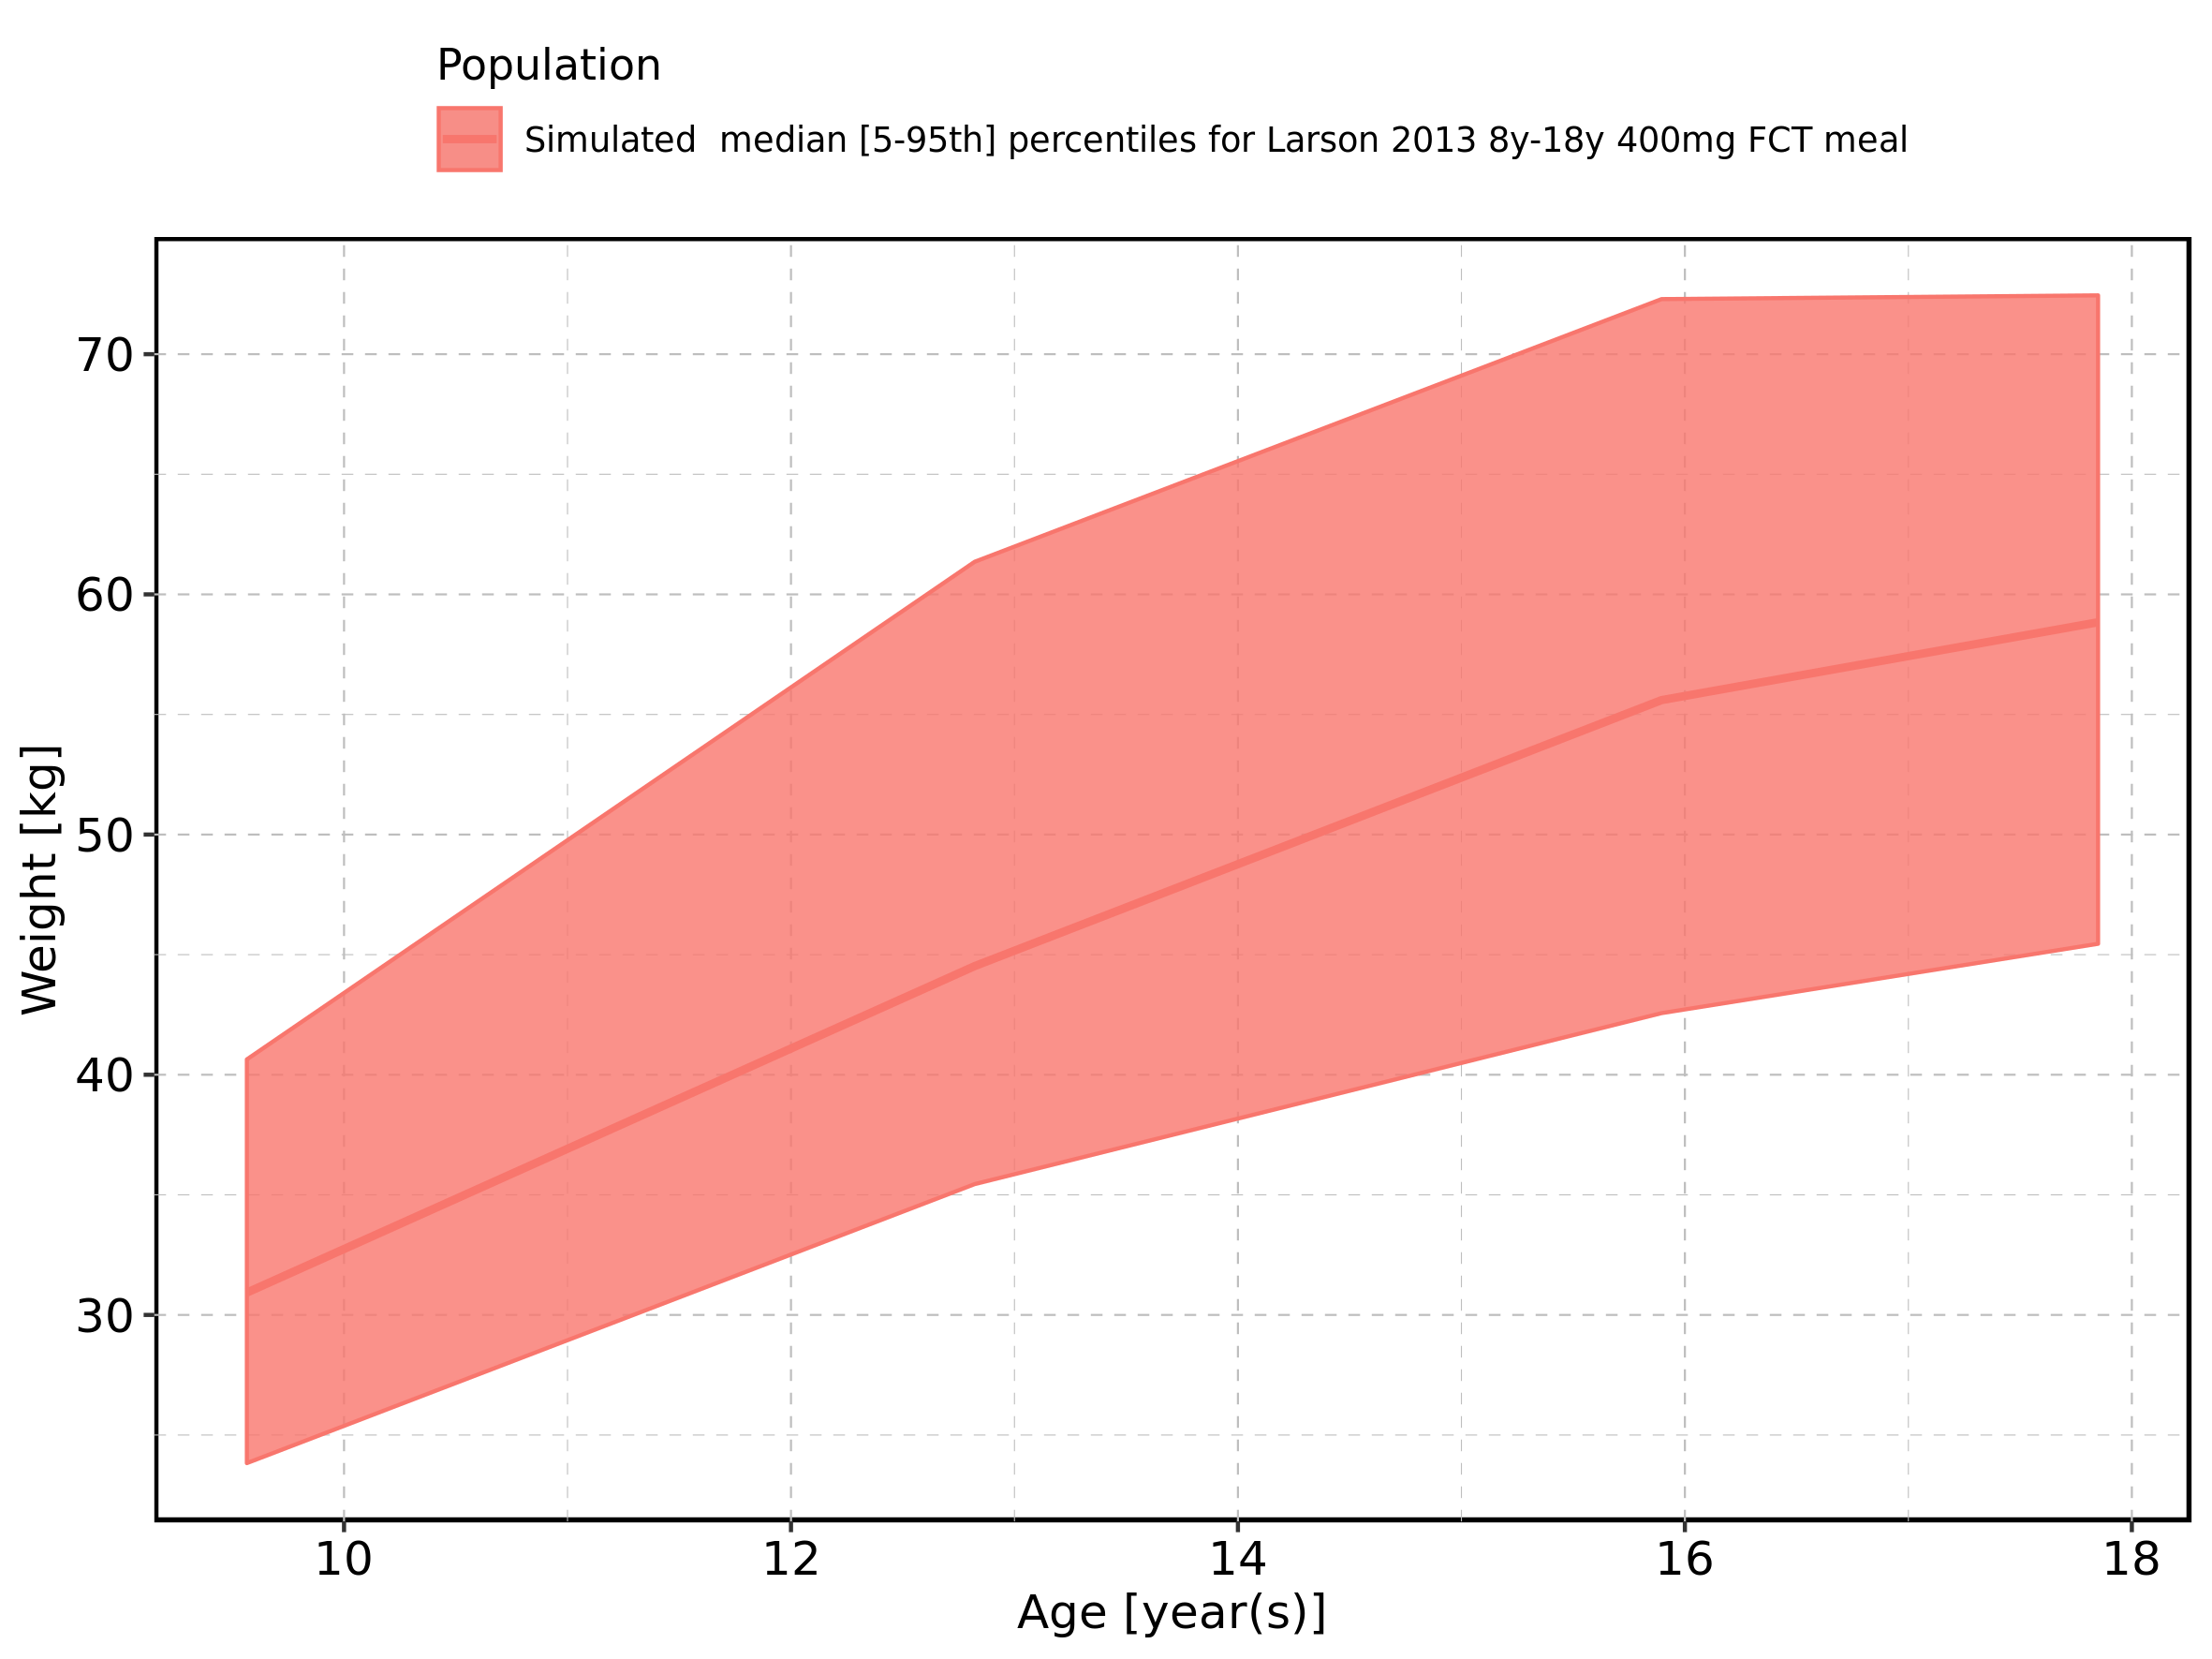 Population
Simulated  median [5-95th] percentiles for Larson 2013 8y-18y 400mg FCT meal
70
60
50
40
30
Weight [kg]
10 12 14 16 18
Age [year(s)]